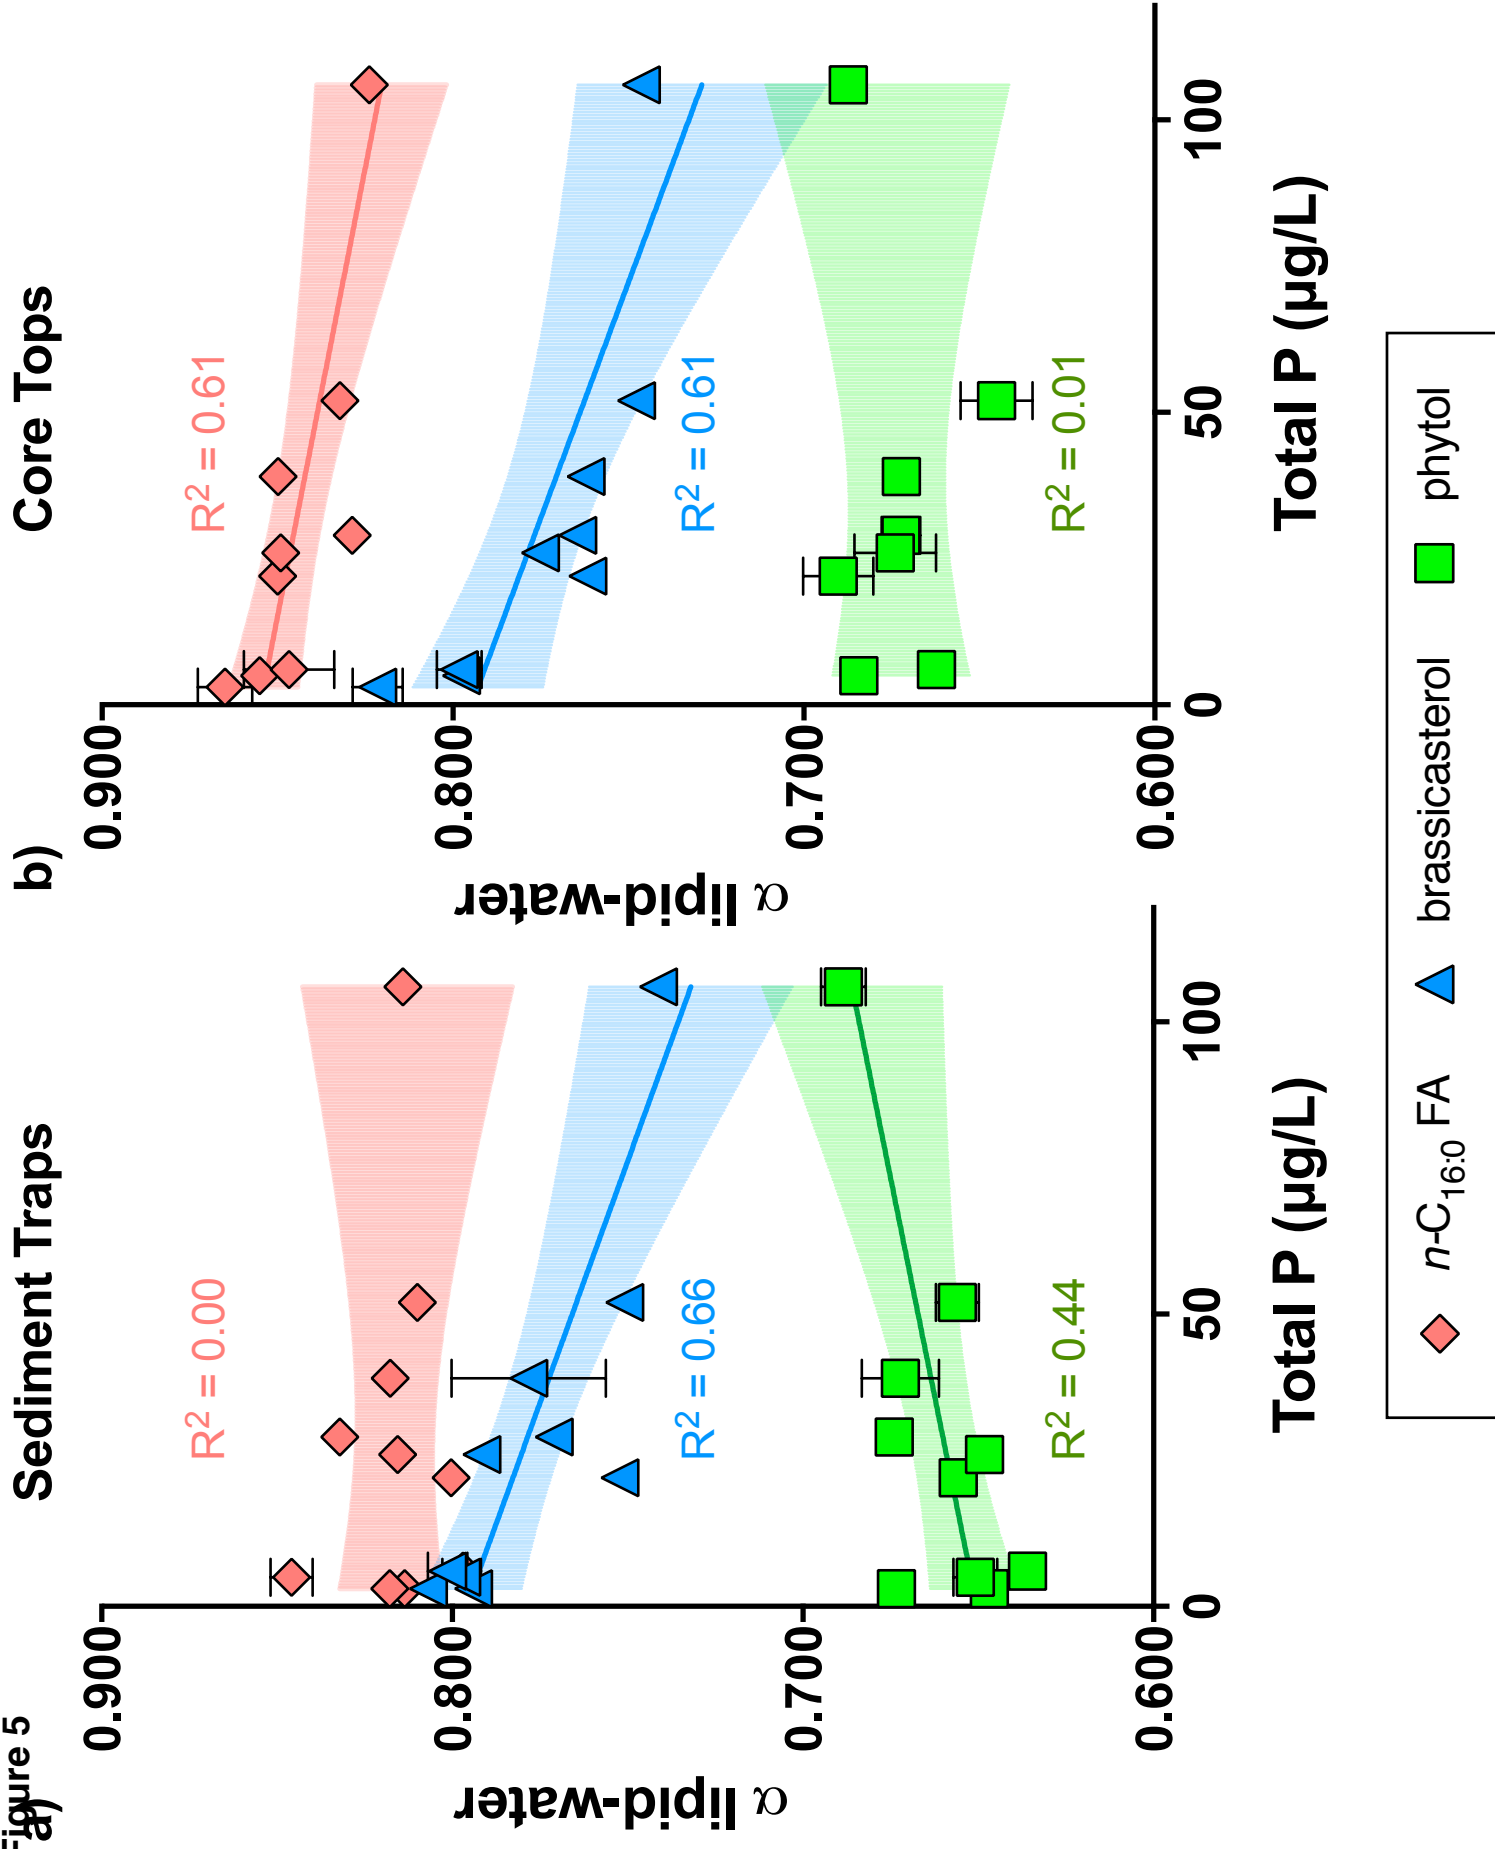 Figure 5
a)
Sediment Traps
α lipid-water
0.900
0.800
0.700
0.600
R² = 0.00
R² = 0.66
R² = 0.44
0
50
100
Total P (µg/L)
b)
Core Tops
α lipid-water
0.900
0.800
0.700
0.600
R² = 0.61
R² = 0.61
R² = 0.01
0
50
100
Total P (µg/L)
n-C₁₆:₀ FA brassicasterol phytol